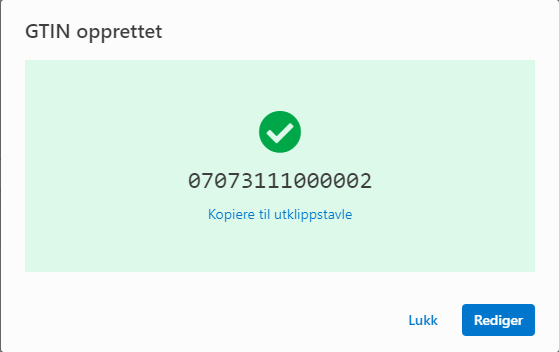 GTIN opprettet
07073111000002
Kopiere til utklippstavle
Lukk
Rediger